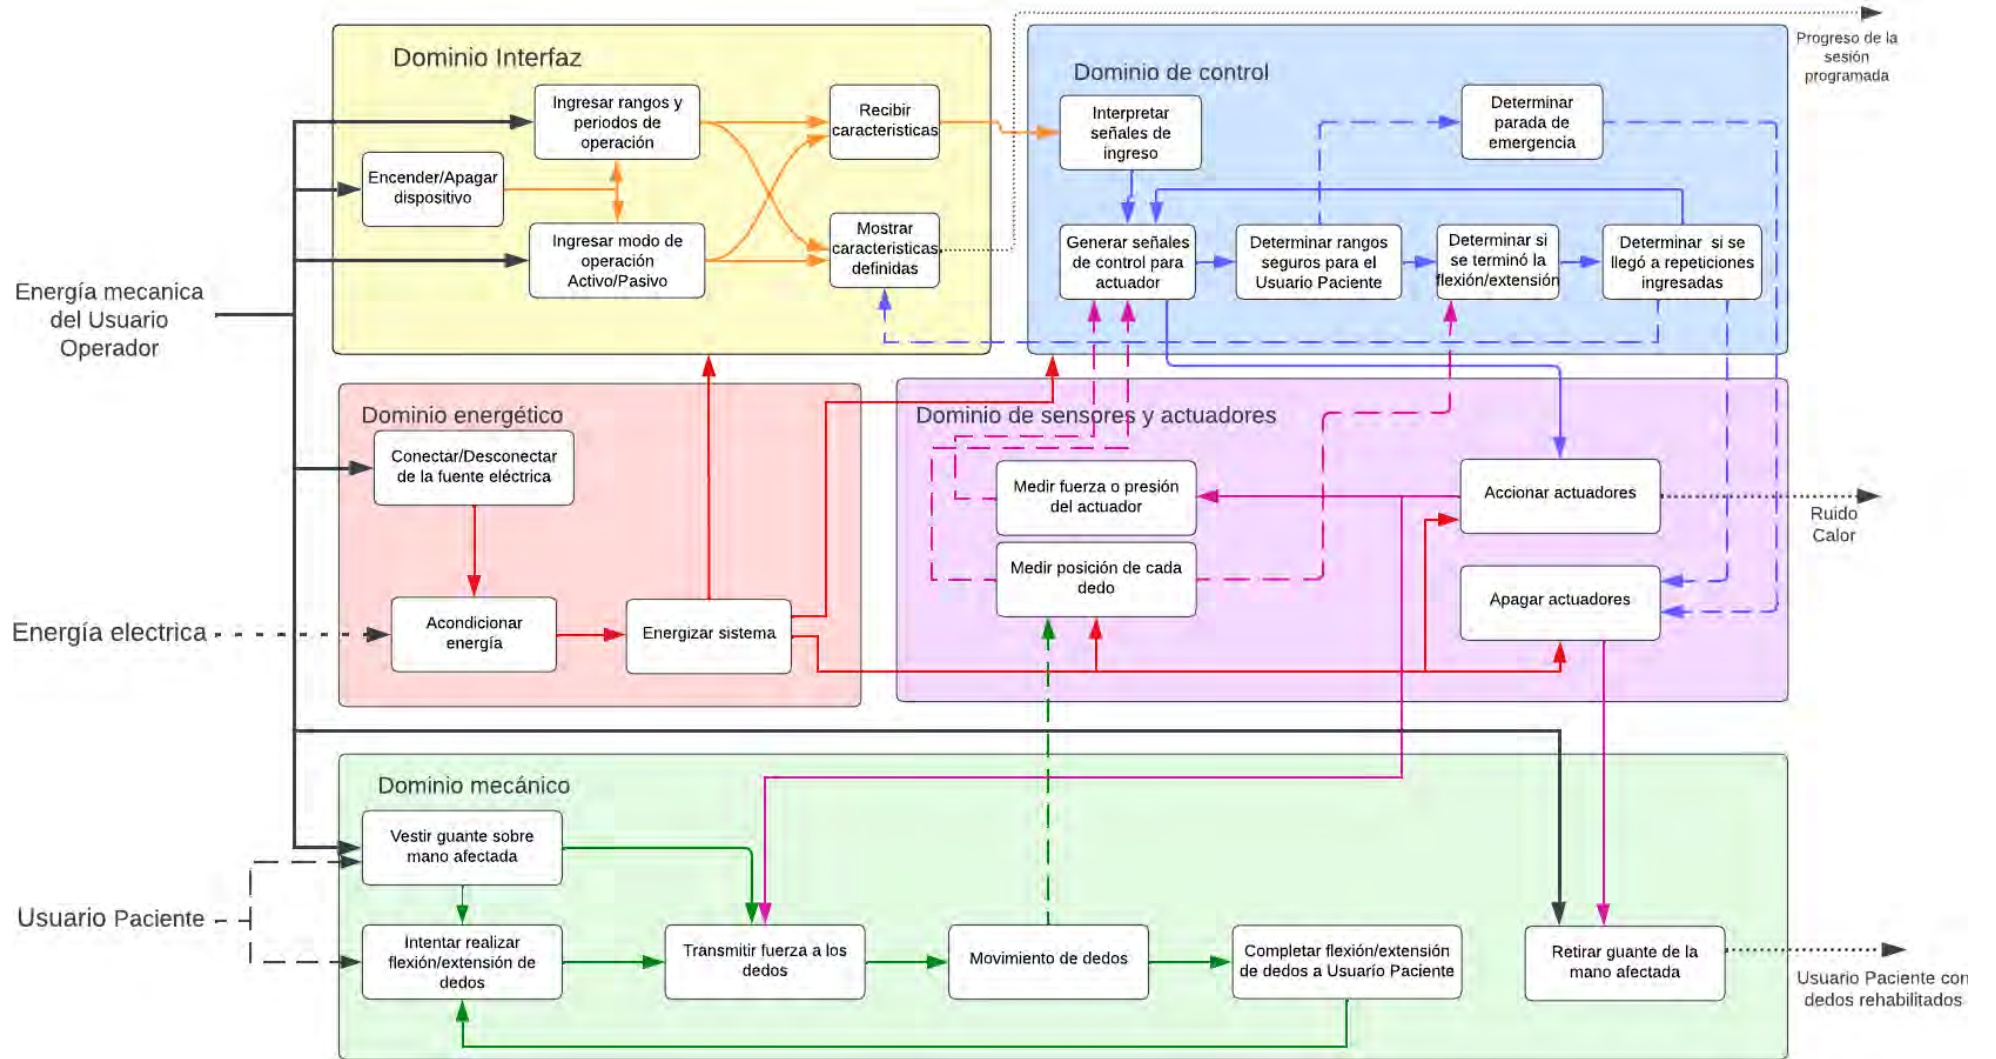 Progreso de la
sesión
programada
Dominio Interfaz
Ingresar rangos y
periodos de
operación
Recibir
caracteristicas
Encender/Apagar
dispositivo
Ingresar modo de
operación
Activo/Pasivo
Mostrar
caracteristicas
definidas
Dominio de control
Interpretar
señales de
ingreso
Determinar
parada de
emergencia
Generar señales
de control para
actuador
Determinar rangos
seguros para el
Usuario Paciente
Determinar si
se terminó la
flexión/extensión
Determinar si se
llegó a repeticiones
ingresadas
Energía mecanica
del Usuario
Operador
Dominio energético
Conectar/Desconectar
de la fuente eléctrica
Acondicionar
energía
Energizar sistema
Energía electrica
Dominio de sensores y actuadores
Medir fuerza o presión
del actuador
Medir posición de cada
dedo
Accionar actuadores
Apagar actuadores
Ruido
Calor
Dominio mecánico
Vestir guante sobre
mano afectada
Usuario Paciente
Intentar realizar
flexión/extensión de
dedos
Transmitir fuerza a los
dedos
Movimiento de dedos
Completar flexión/extensión
de dedos a Usuario Paciente
Retirar guante de la
mano afectada
Usuario Paciente con
dedos rehabilitados